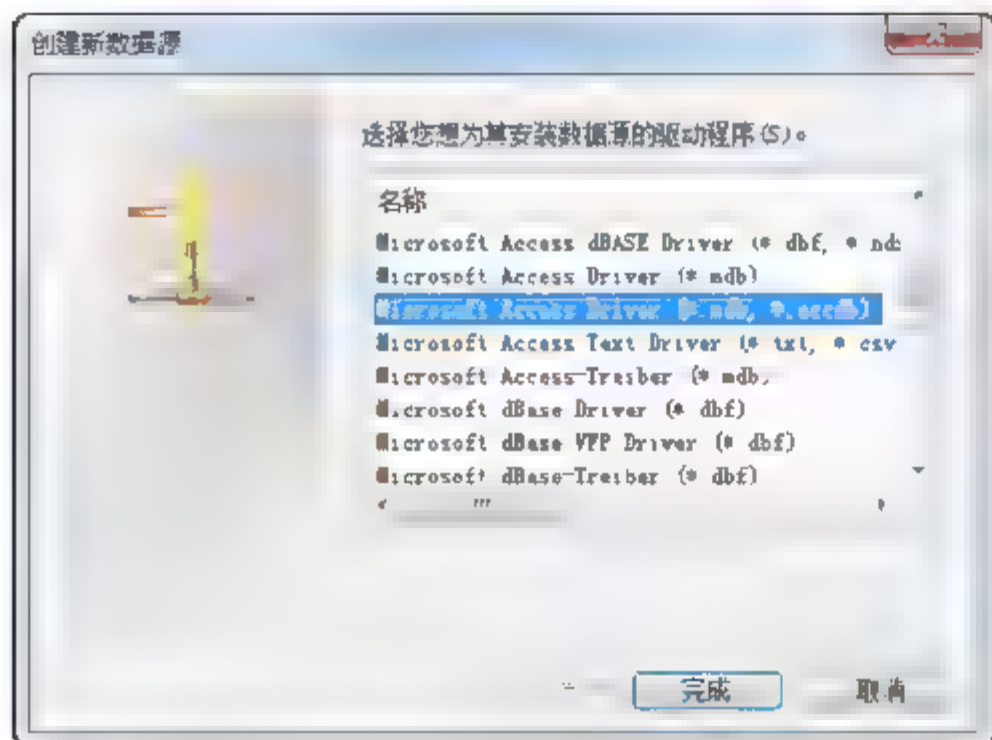 创建新数据源
选择您想为其安装数据源的驱动程序(S)。
名称
Microsoft Access dBASE Driver (*.dbf, *.ndx
Microsoft Access Driver (*.mdb)
Microsoft Access Driver (*.mdb, *.accdb)
Microsoft Access Text Driver (*.txt, *.csv
Microsoft Access-Treiber (*.mdb)
Microsoft dBase Driver (*.dbf)
Microsoft dBase VFP Driver (*.dbf)
Microsoft dBase-Treiber (*.dbf)
完成
取消